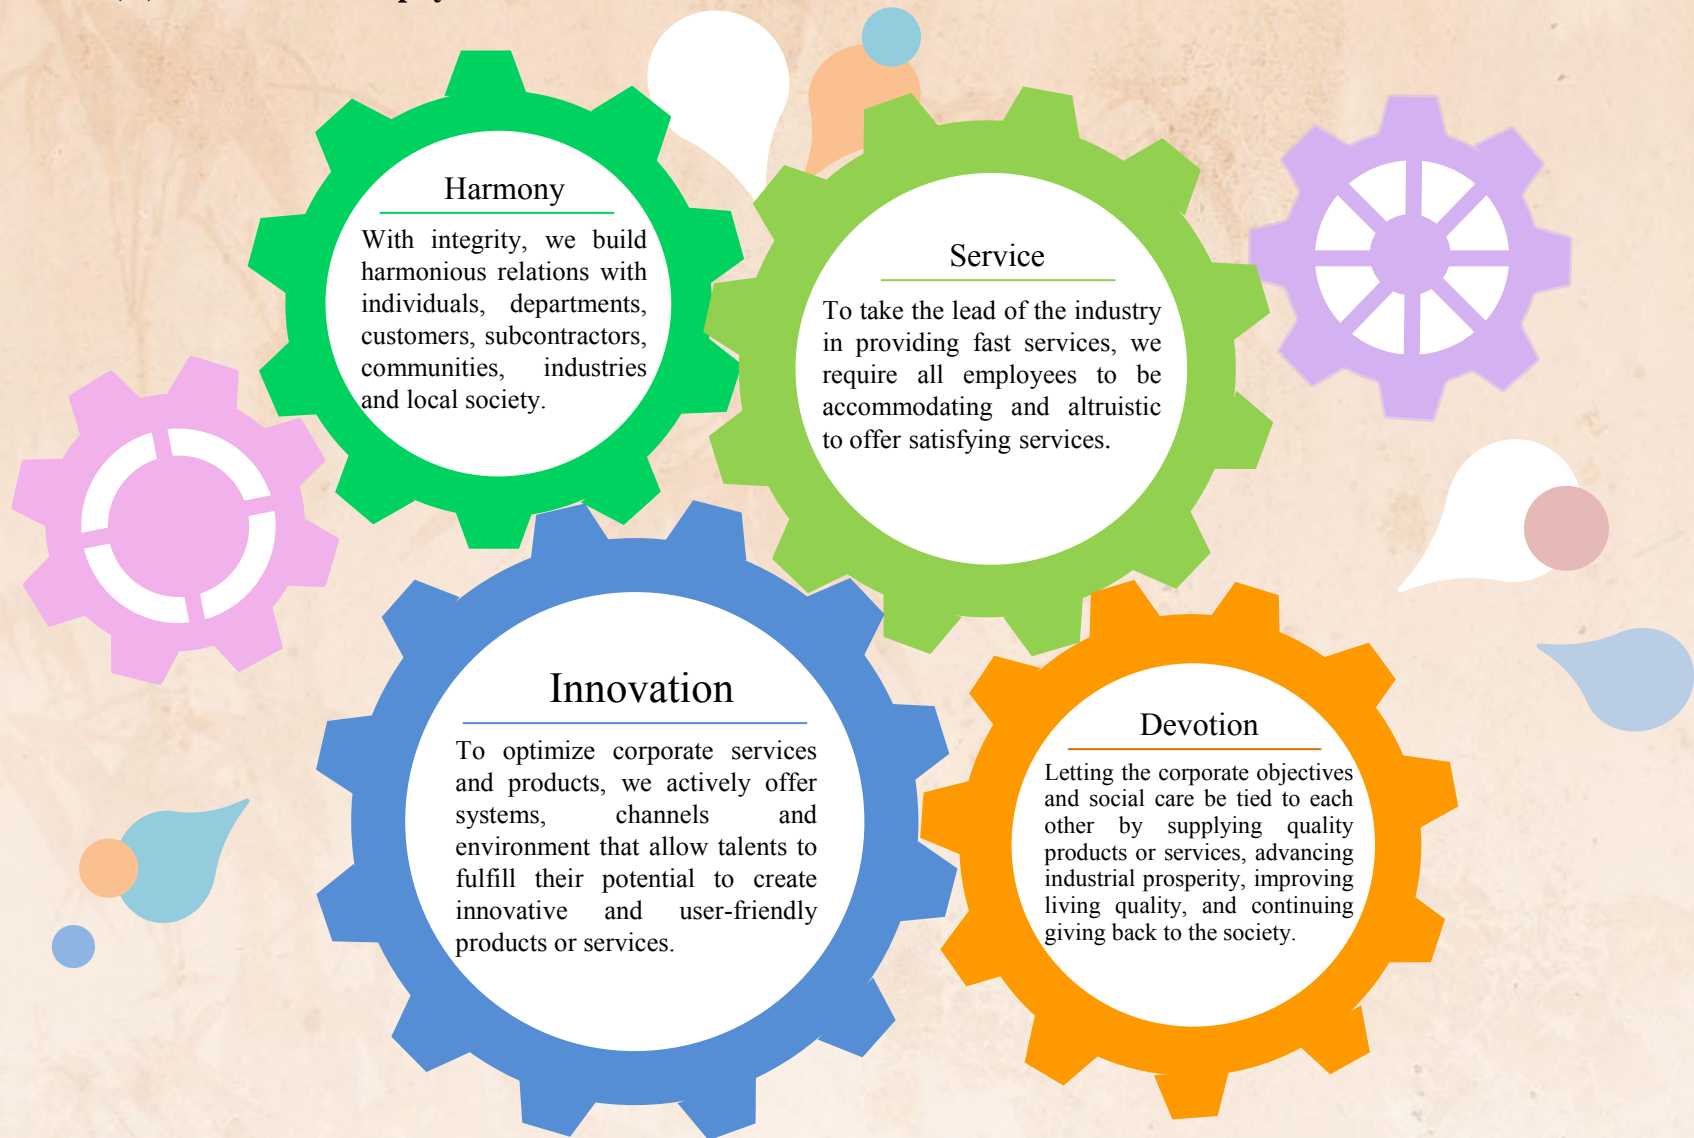 Harmony
With integrity, we build
harmonious relations with
individuals, departments,
customers, subcontractors,
communities, industries
and local society.
Service
To take the lead of the industry
in providing fast services, we
require all employees to be
accommodating and altruistic
to offer satisfying services.
Innovation
To optimize corporate services
and products, we actively offer
systems, channels and
environment that allow talents to
fulfill their potential to create
innovative and user-friendly
products or services.
Devotion
Letting the corporate objectives
and social care be tied to each
other by supplying quality
products or services, advancing
industrial prosperity, improving
living quality, and continuing
giving back to the society.